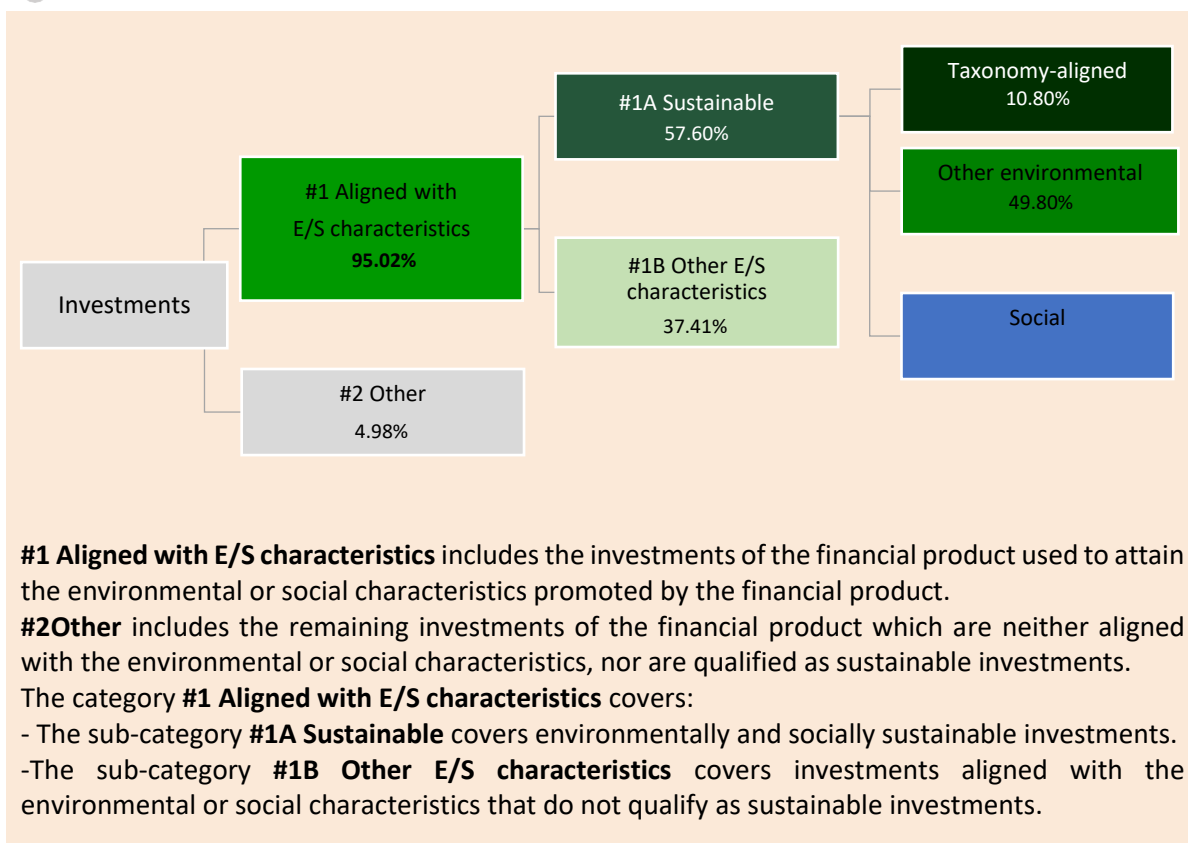 Taxonomy-aligned
10.80%
#1A Sustainable
57.60%
Other environmental
49.80%
#1 Aligned with
E/S characteristics
95.02%
#1B Other E/S
characteristics
37.41%
Investments
Social
#2 Other
4.98%
#1 Aligned with E/S characteristics includes the investments of the financial product used to attain
the environmental or social characteristics promoted by the financial product.
#2Other includes the remaining investments of the financial product which are neither aligned
with the environmental or social characteristics, nor are qualified as sustainable investments.
The category #1 Aligned with E/S characteristics covers:
- The sub-category #1A Sustainable covers environmentally and socially sustainable investments.
-The sub-category #1B Other E/S characteristics covers investments aligned with the
environmental or social characteristics that do not qualify as sustainable investments.